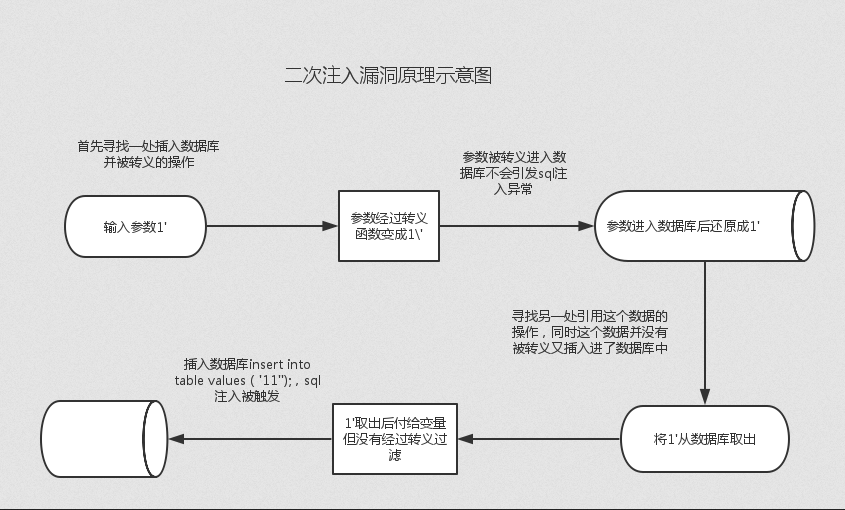 二次注入漏洞原理示意图
首先寻找一处插入数据库
并被转义的操作
输入参数1'
参数经过转义
函数变成1\'
参数被转义进入数
据库不会引发sql注
入异常
参数进入数据库后还原成1'
寻找另一处引用这个数据的
操作，同时这个数据并没有
被转义又插入进了数据库中
将1'从数据库取出
1'取出后付给变量
但没有经过转义过
滤
插入数据库insert into
table values ( '11'');，sql
注入被触发